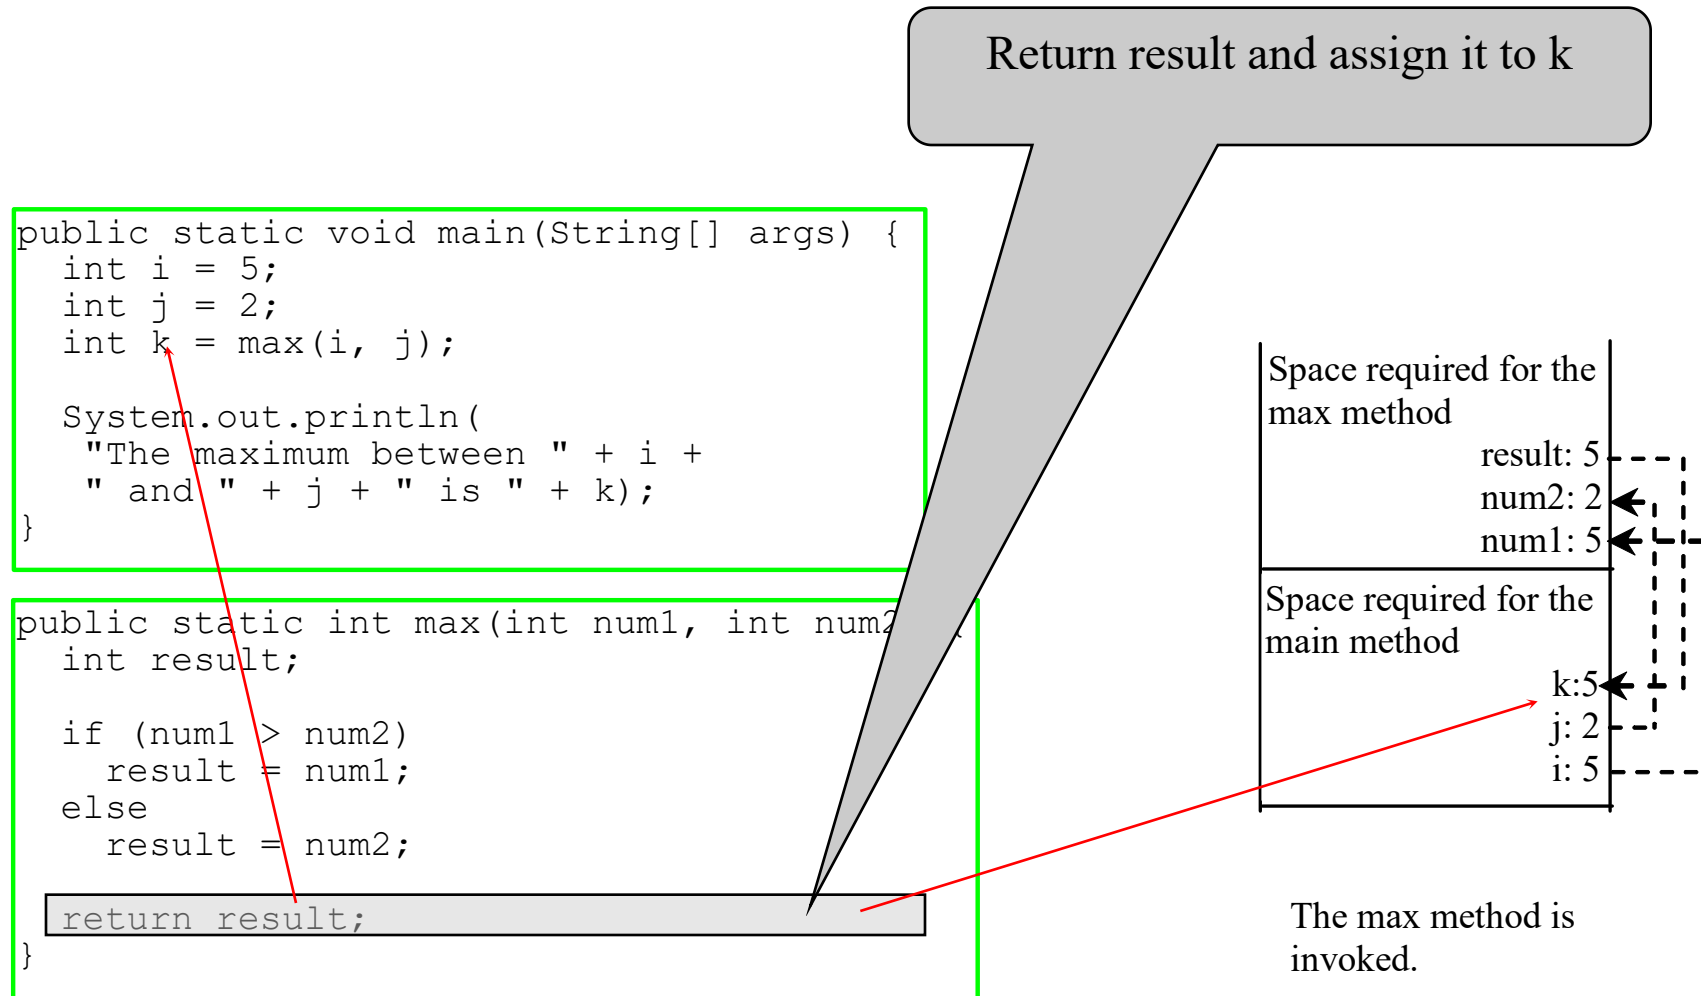 Return result and assign it to k
public static void main(String[] args) {
  int i = 5;
  int j = 2;
  int k = max(i, j);
  System.out.println(
   "The maximum between " + i +
   " and " + j + " is " + k);
}
public static int max(int num1, int num2 {
  int result;
  if (num1 > num2)
    result = num1;
  else
    result = num2;
  return result;
}
Space required for the
max method
result: 5
num2: 2
num1: 5
Space required for the
main method
k:5
j: 2
i: 5
The max method is
invoked.